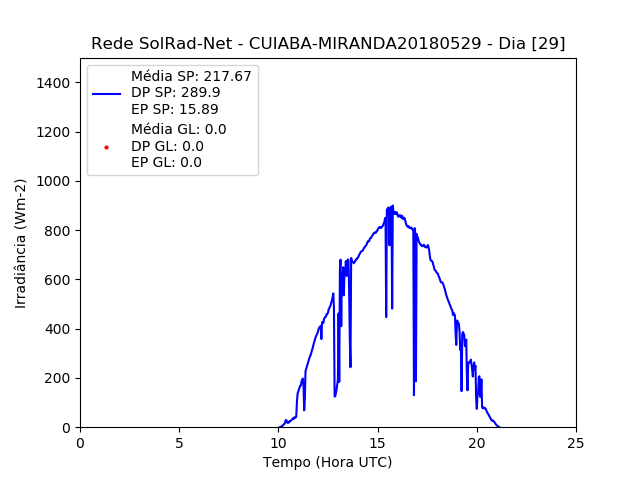 Rede SolRad-Net - CUIABA-MIRANDA20180529 - Dia [29]
Média SP: 217.67
DP SP: 289.9
EP SP: 15.89
Média GL: 0.0
DP GL: 0.0
EP GL: 0.0
1400
1200
1000
800
600
400
200
0
Irradiância (Wm-2)
0 5 10 15 20 25
Tempo (Hora UTC)